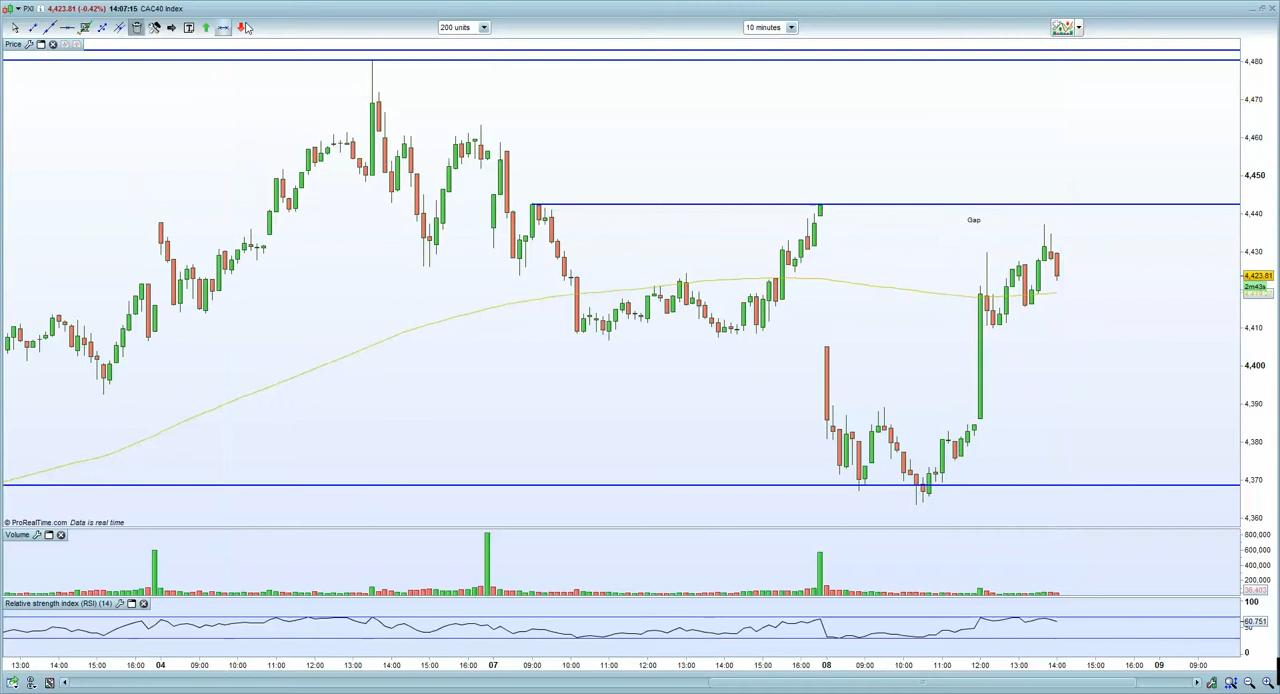 PXI 4,423.81 (-0.42%) 14:07:15 CAC40 Index
200 units
10 minutes
Price
4,480
4,470
4,460
4,450
4,440
Gap
4,430
4,423.81
2m43s
4,410
4,400
4,390
4,380
4,370
4,360
© ProRealTime.com Data is real time
Volume
800,000
600,000
400,000
200,000
36,403
Relative strength index (RSI) (14)
100
60.751
0
13:00 14:00 15:00 16:00 04 09:00 10:00 11:00 12:00 13:00 14:00 15:00 16:00 07 09:00 10:00 11:00 12:00 13:00 14:00 15:00 16:00 08 09:00 10:00 11:00 12:00 13:00 14:00 15:00 16:00 09 09:00